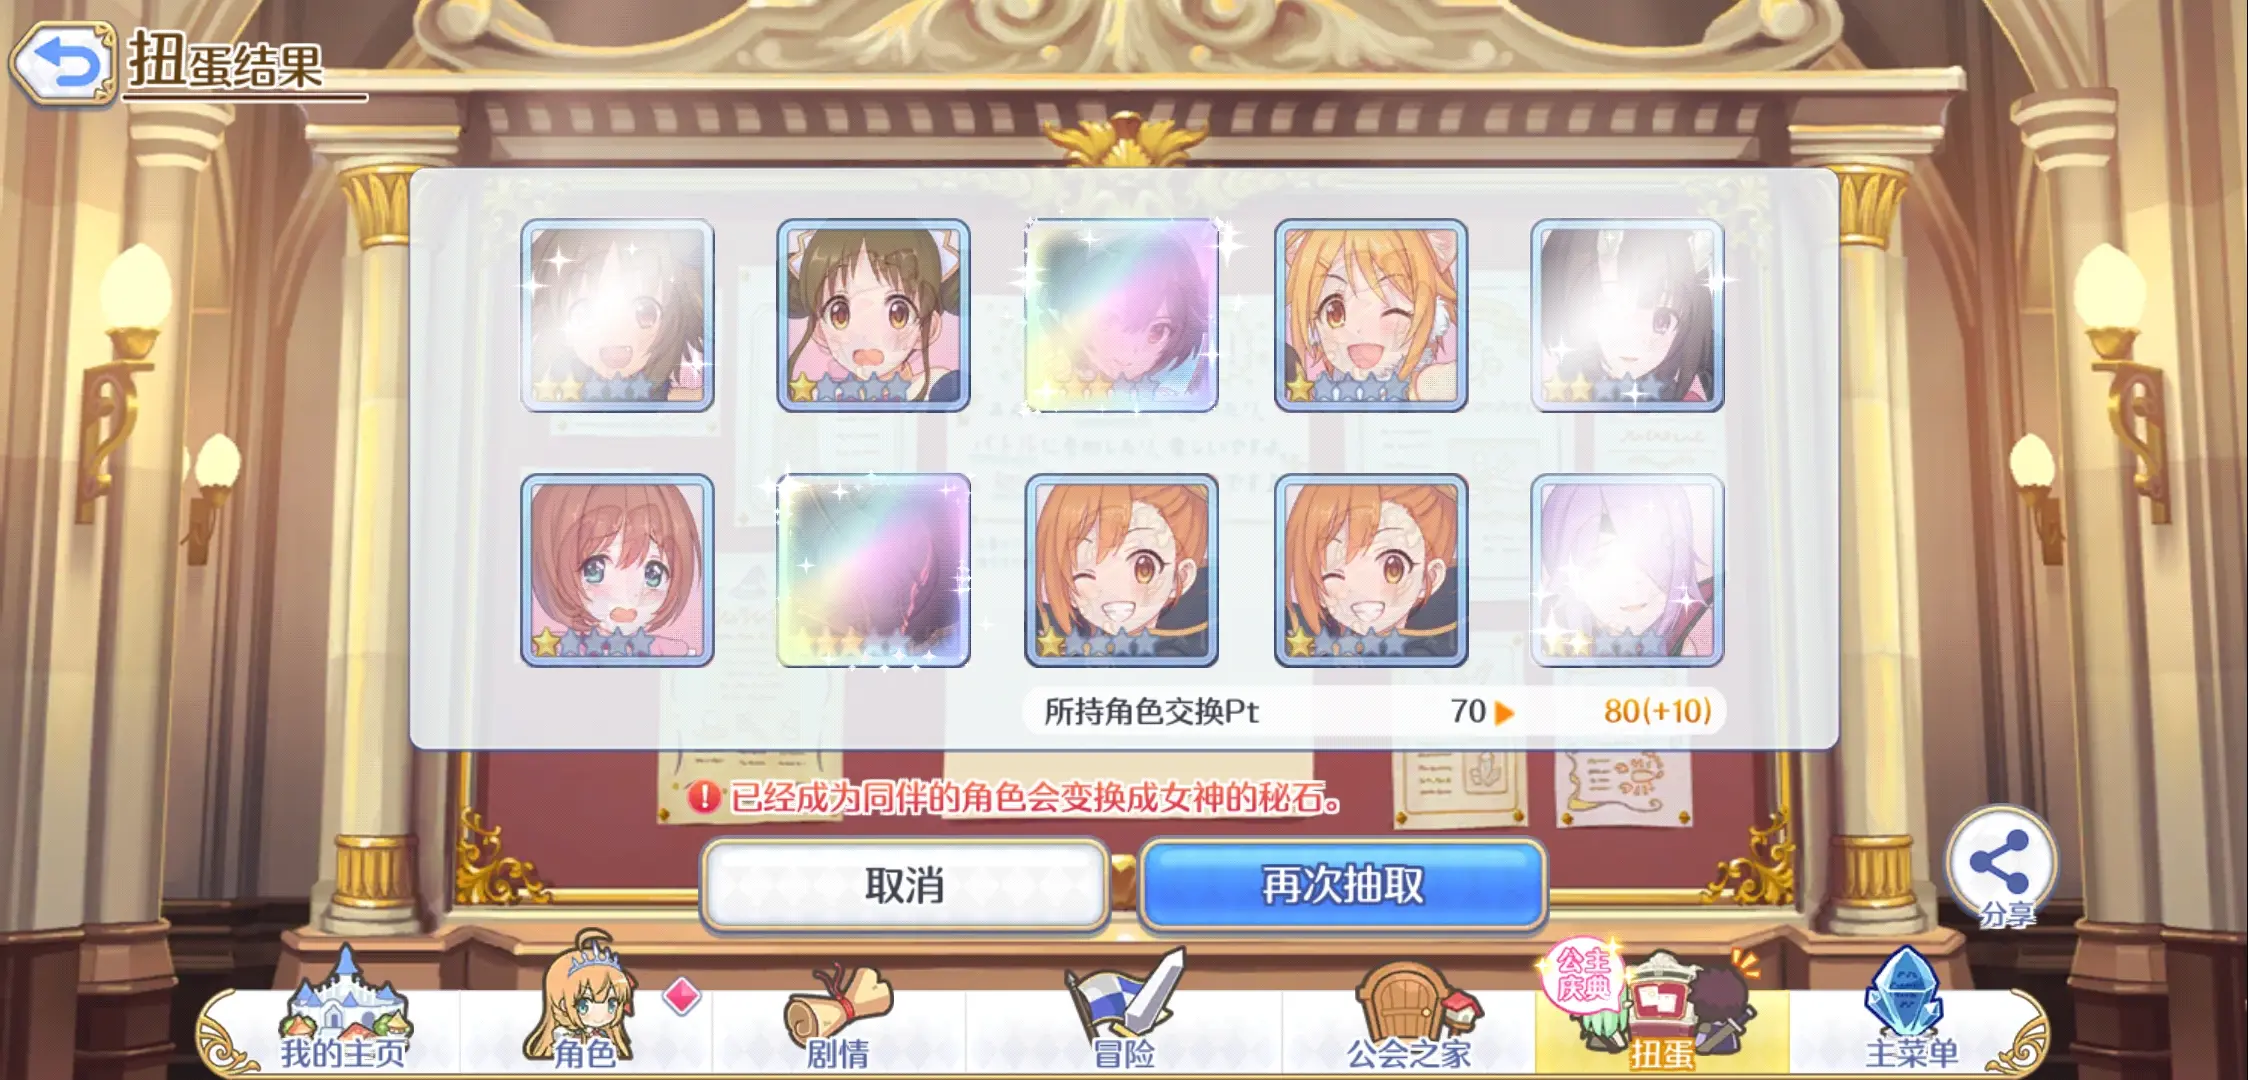 扭蛋结果
所持角色交换Pt 70 80(+10)
已经成为同伴的角色会变换成女神的秘石。
取消
再次抽取
分享
我的主页
角色
剧情
冒险
公会之家
公主
庆典
扭蛋
主菜单